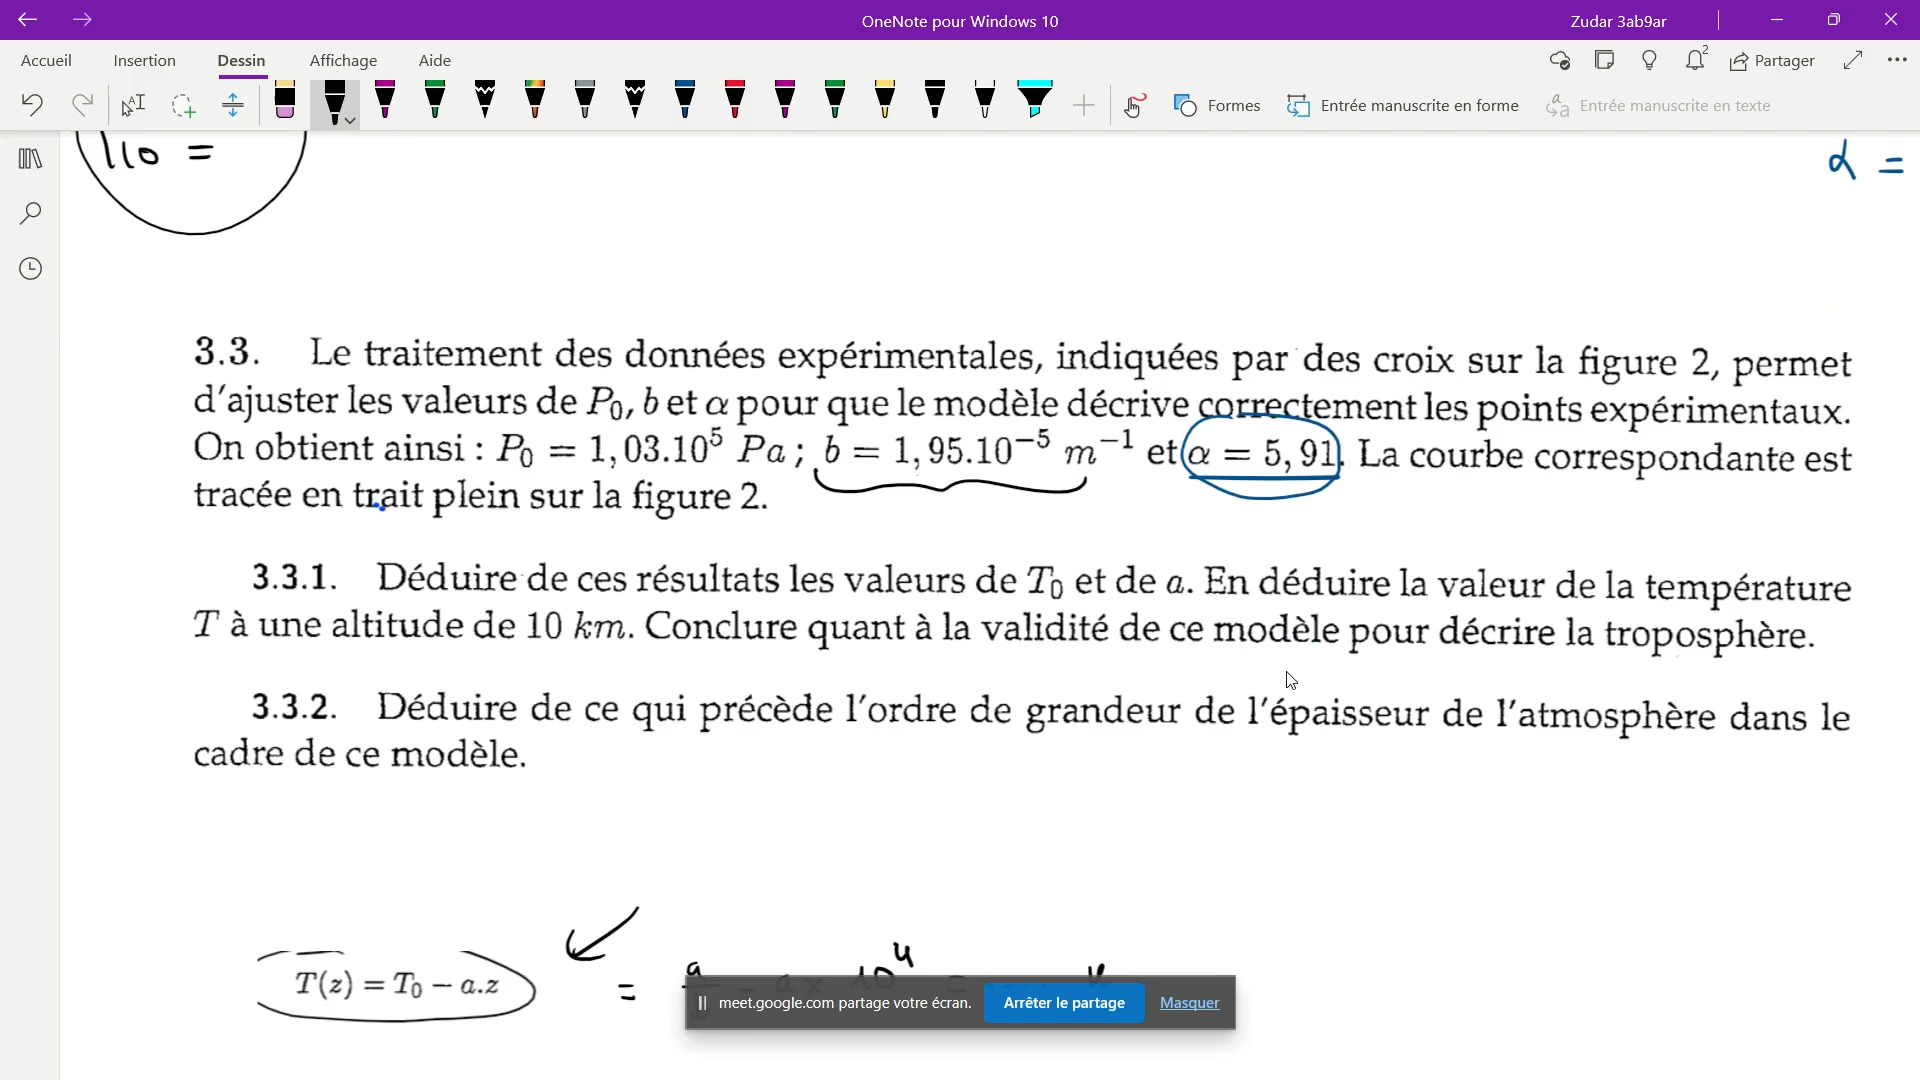 OneNote pour Windows 10
Zudar 3ab9ar
Accueil
Insertion
Dessin
Affichage
Aide
2
Partager
Formes
Entrée manuscrite en forme
Entrée manuscrite en texte
110 =
α =
3.3. Le traitement des données expérimentales, indiquées par des croix sur la figure 2, permet
d'ajuster les valeurs de P₀, b et α pour que le modèle décrive correctement les points expérimentaux.
On obtient ainsi : P₀ = 1,03.10⁵ Pa ; b = 1,95.10⁻⁵ m⁻¹ et α = 5,91. La courbe correspondante est
tracée en trait plein sur la figure 2.
3.3.1. Déduire de ces résultats les valeurs de T₀ et de a. En déduire la valeur de la température
T à une altitude de 10 km. Conclure quant à la validité de ce modèle pour décrire la troposphère.
3.3.2. Déduire de ce qui précède l'ordre de grandeur de l'épaisseur de l'atmosphère dans le
cadre de ce modèle.
T(z) = T₀ − a.z
= a − a × 10⁴ =
meet.google.com partage votre écran.
Arrêter le partage
Masquer